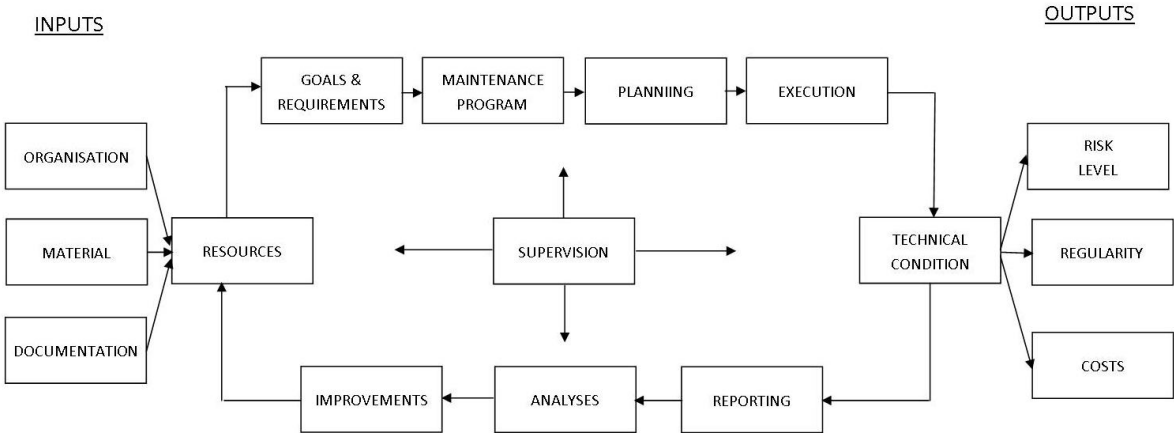 INPUTS
OUTPUTS
GOALS &
REQUIREMENTS
MAINTENANCE
PROGRAM
PLANNIING
EXECUTION
ORGANISATION
RISK
LEVEL
MATERIAL
RESOURCES
SUPERVISION
TECHNICAL
CONDITION
REGULARITY
DOCUMENTATION
IMPROVEMENTS
ANALYSES
REPORTING
COSTS